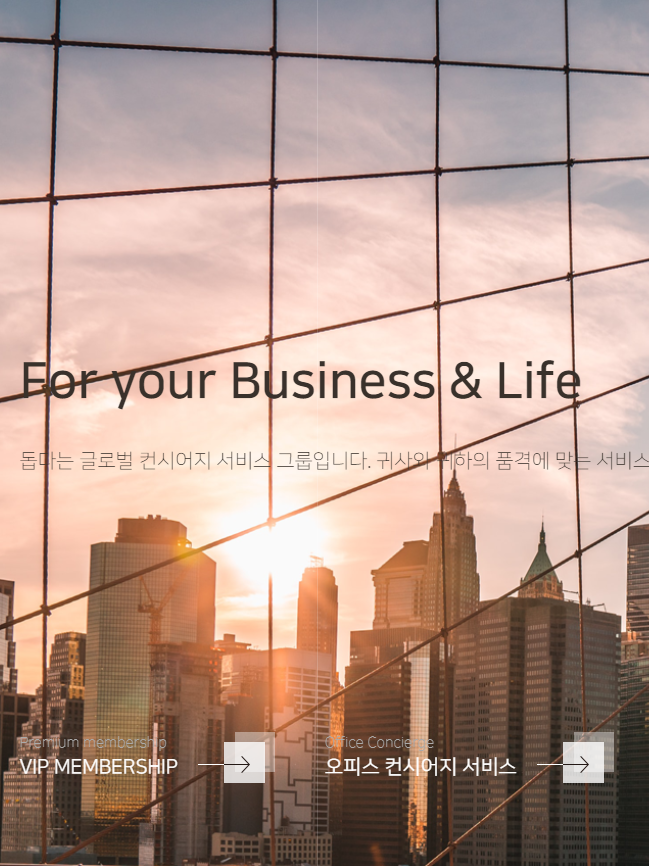 For your Business & Life
돕다는 글로벌 컨시어지 서비스 그룹입니다. 귀사와 귀하의 품격에 맞는 서비스
Premium membership
VIP MEMBERSHIP
Office Concierge
오피스 컨시어지 서비스